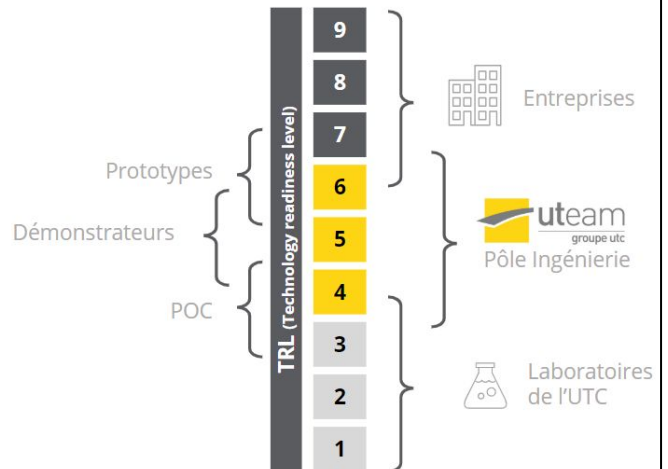 9
8
7
6
5
4
3
2
1
TRL (Technology readiness level)
Prototypes
Démonstrateurs
POC
Entreprises
uteam
groupe utc
Pôle Ingénierie
Laboratoires
de l'UTC